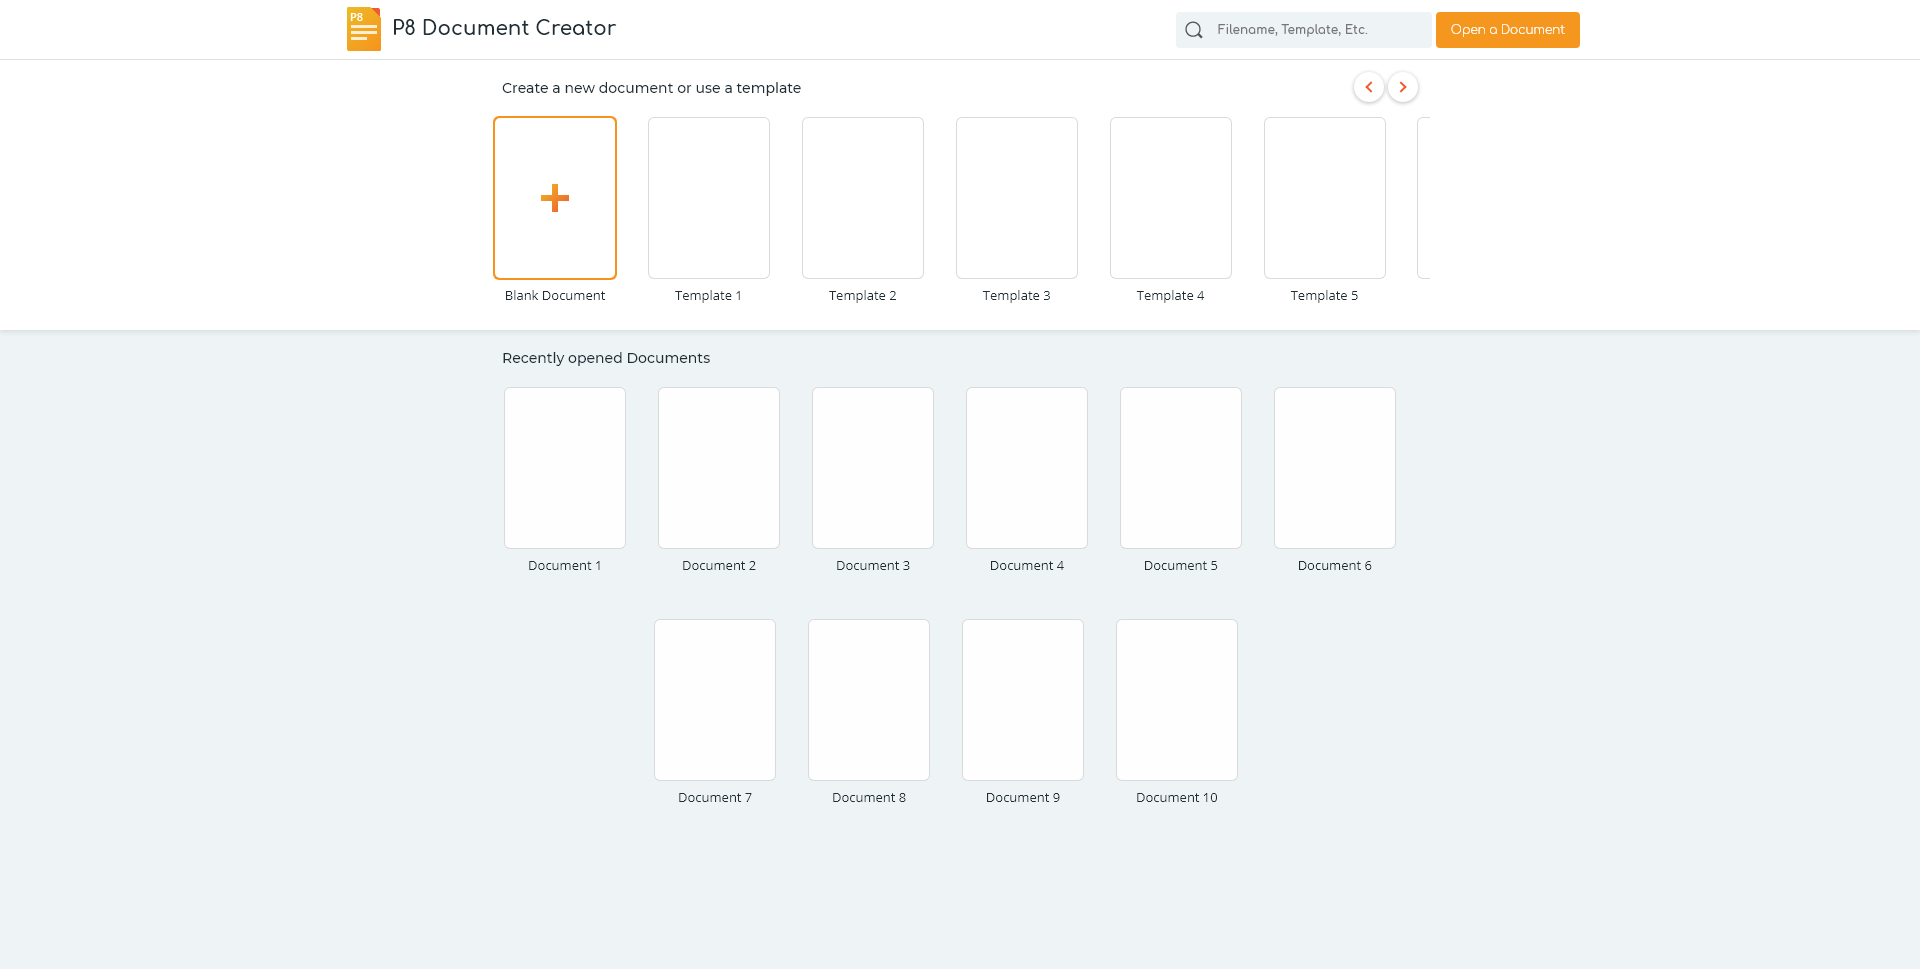 P8
P8 Document Creator
Filename, Template, Etc.
Open a Document
Create a new document or use a template
Blank Document
Template 1
Template 2
Template 3
Template 4
Template 5
Recently opened Documents
Document 1
Document 2
Document 3
Document 4
Document 5
Document 6
Document 7
Document 8
Document 9
Document 10